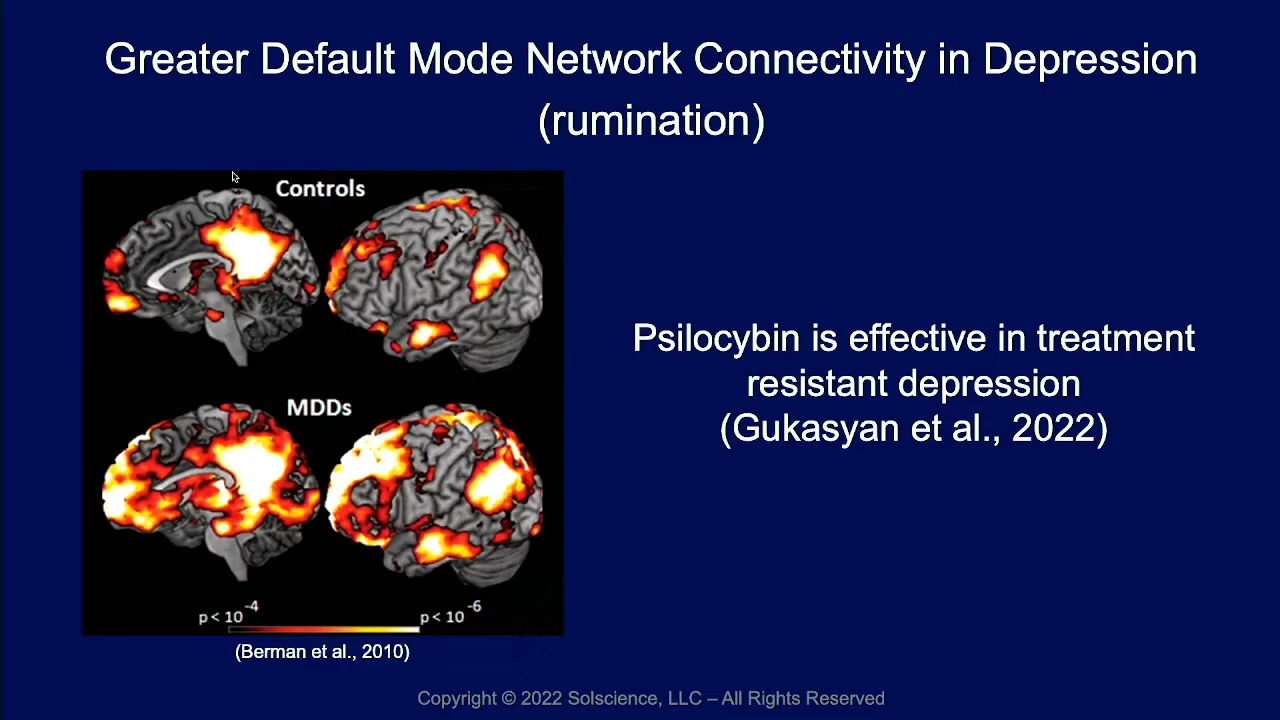 Greater Default Mode Network Connectivity in Depression
(rumination)
Controls
MDDs
p < 10-4
p < 10-6
(Berman et al., 2010)
Psilocybin is effective in treatment
resistant depression
(Gukasyan et al., 2022)
Copyright © 2022 Solscience, LLC – All Rights Reserved